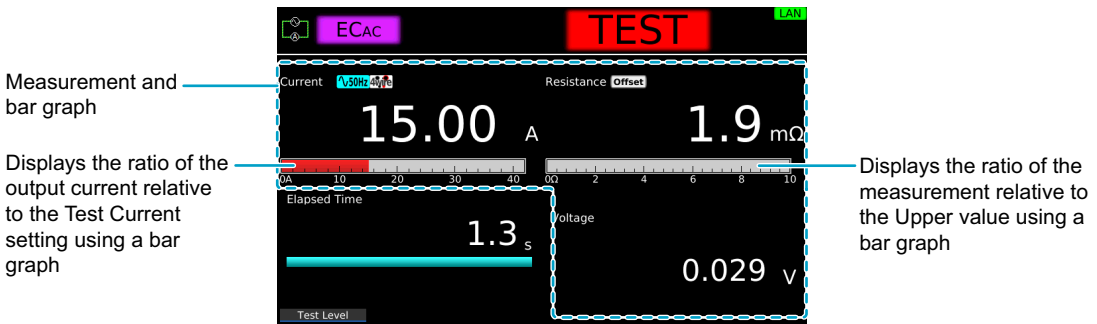 LAN
ECAC
TEST
Measurement and
bar graph
Current 50Hz 4Wire
Resistance Offset
15.00 A
1.9 mΩ
0A 10 20 30 40
0Ω 2 4 6 8 10
Displays the ratio of the
output current relative
to the Test Current
setting using a bar
graph
Displays the ratio of the
measurement relative to
the Upper value using a
bar graph
Elapsed Time
1.3 s
Voltage
0.029 V
Test Level